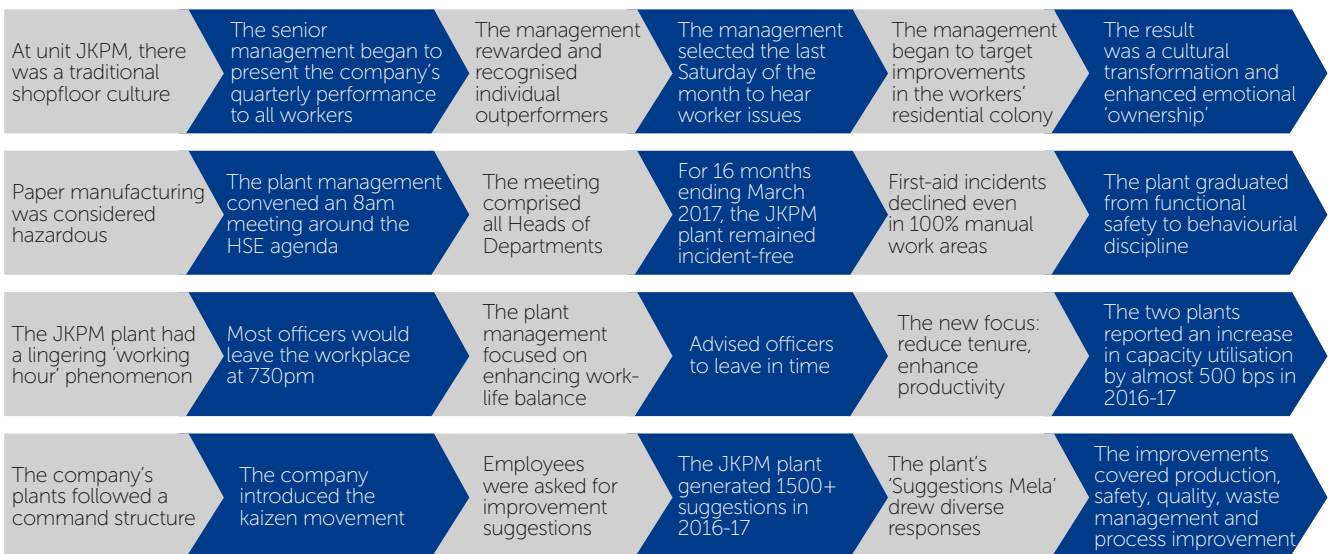 At unit JKPM, there
was a traditional
shopfloor culture
The senior
management began to
present the company's
quarterly performance
to all workers
The management
rewarded and
recognised
individual
outperformers
The management
selected the last
Saturday of the
month to hear
worker issues
The management
began to target
improvements
in the workers'
residential colony
The result
was a cultural
transformation and
enhanced emotional
'ownership'
Paper manufacturing
was considered
hazardous
The plant management
convened an 8am
meeting around the
HSE agenda
The meeting
comprised
all Heads of
Departments
For 16 months
ending March
2017, the JKPM
plant remained
incident-free
First-aid incidents
declined even
in 100% manual
work areas
The plant graduated
from functional
safety to behaviourial
discipline
The JKPM plant had
a lingering 'working
hour' phenomenon
Most officers would
leave the workplace
at 730pm
The plant
management
focused on
enhancing work-
life balance
Advised officers
to leave in time
The new focus:
reduce tenure,
enhance
productivity
The two plants
reported an increase
in capacity utilisation
by almost 500 bps in
2016-17
The company's
plants followed a
command structure
The company
introduced the
kaizen movement
Employees
were asked for
improvement
suggestions
The JKPM plant
generated 1500+
suggestions in
2016-17
The plant's
'Suggestions Mela'
drew diverse
responses
The improvements
covered production,
safety, quality, waste
management and
process improvement